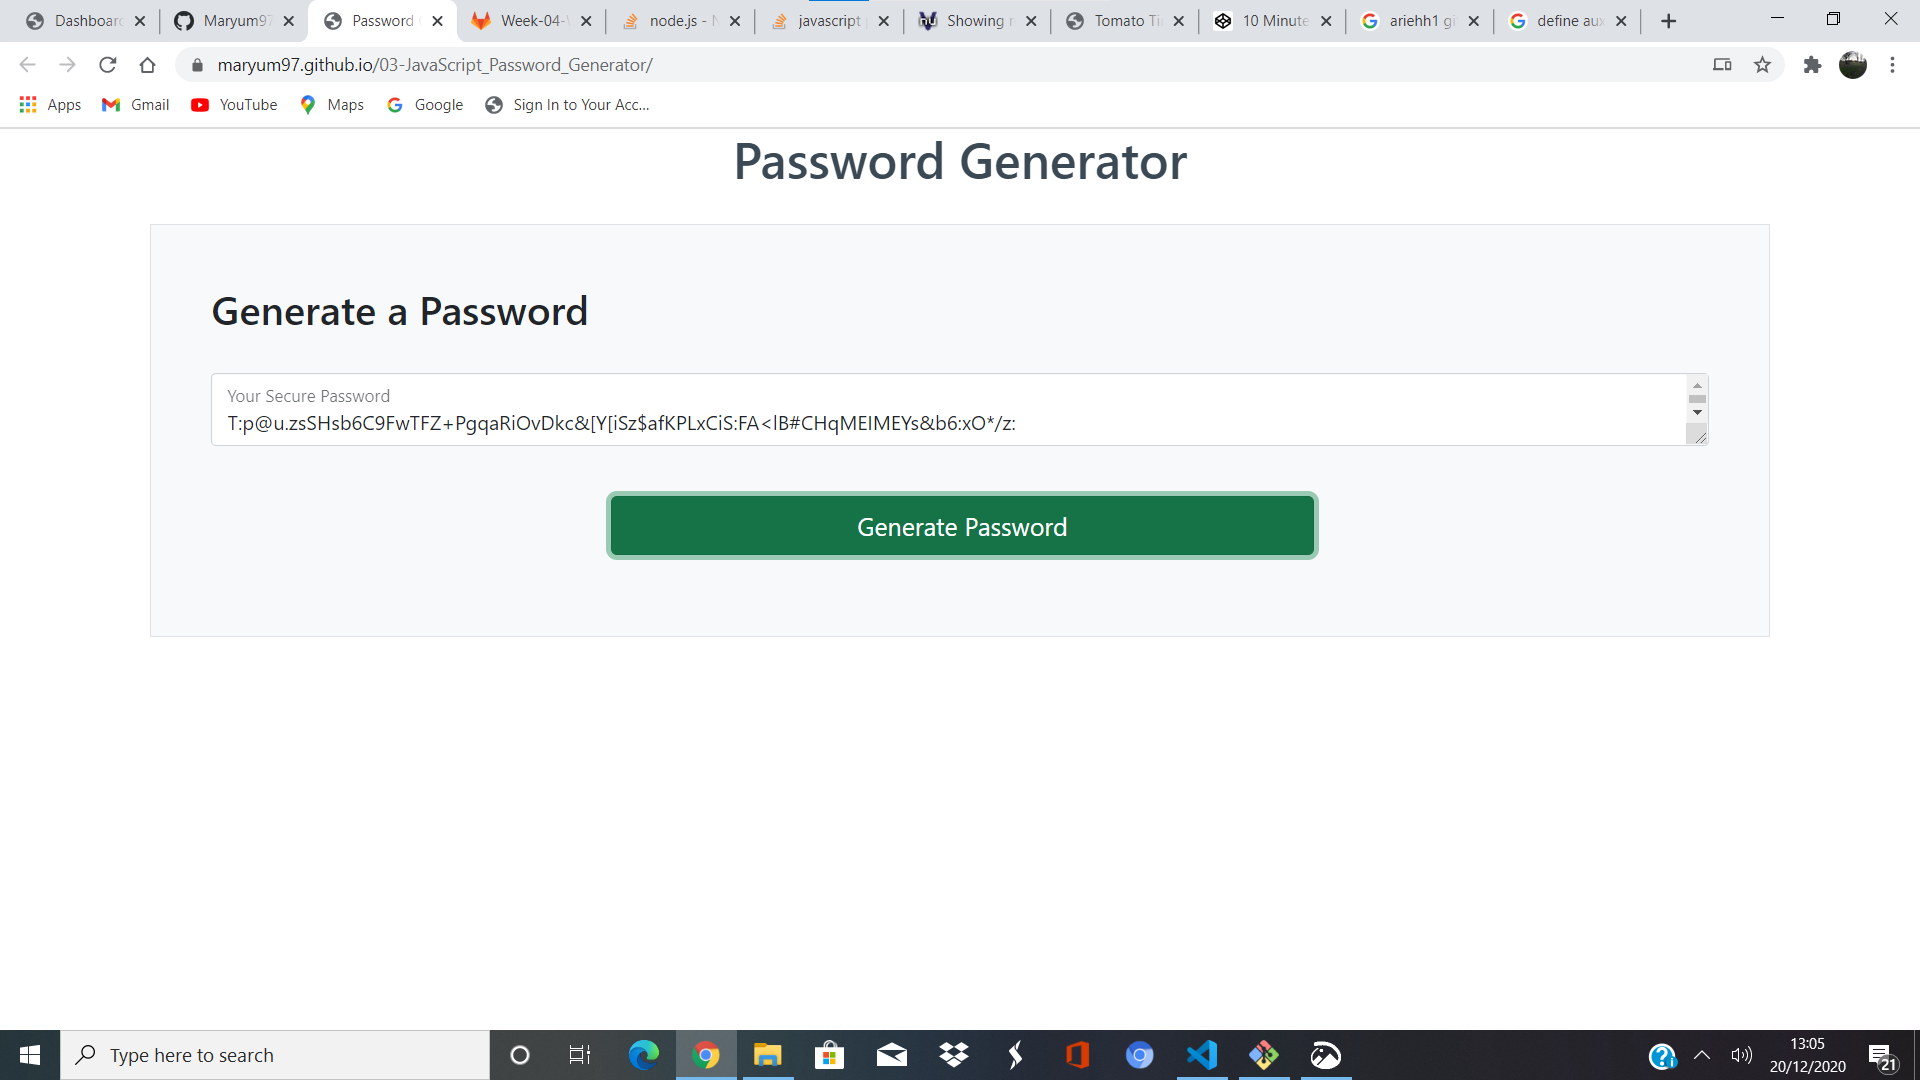 Dashboard
Maryum97
Password
Week-04-
node.js - N
javascript
Showing r
Tomato Ti
10 Minute
ariehh1 gi
define aux
maryum97.github.io/03-JavaScript_Password_Generator/
Apps
Gmail
YouTube
Maps
Google
Sign In to Your Acc...
Password Generator
Generate a Password
Your Secure Password
T:p@u.zsSHsb6C9FwTFZ+PgqaRiOvDkc&[Y[iSz$afKPLxCiS:FA<lB#CHqMEIMEYs&b6:xO*/z:
Generate Password
Type here to search
13:05
20/12/2020
21